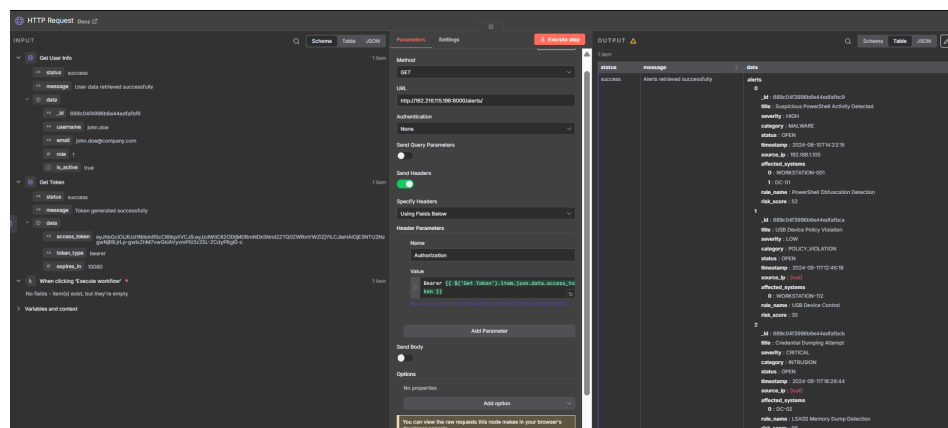 HTTP Request Docs
INPUT
Schema Table JSON
Get User Info 1 item
status success
message User data retrieved successfully
data
username john.doe
email john.doe@company.com
role 1
is_active true
Get Token 1 item
status success
message Token generated successfully
data
access_token
token_type bearer
expires_in 10080
When clicking 'Execute workflow' 1 item
No fields - item(s) exist, but they're empty
Variables and context
Parameters Settings
Execute step
Method
GET
URL
http://162.216.115.196:8000/alerts/
Authentication
None
Send Query Parameters
Send Headers
Specify Headers
Using Fields Below
Header Parameters
Name
Authorization
Value
Bearer {{ $('Get Token').item.json.data.access_to
ken }}
Add Parameter
Send Body
Options
No properties
Add option
You can view the raw requests this node makes in your browser's
OUTPUT
Schema Table JSON
1 item
status message data
success Alerts retrieved successfully alerts
0
title : Suspicious PowerShell Activity Detected
severity : HIGH
category : MALWARE
status : OPEN
timestamp : 2024-08-10T14:23:15
source_ip : 192.168.1.105
affected_systems
0 : WORKSTATION-001
1 : DC-01
rule_name : PowerShell Obfuscation Detection
risk_score : 52
1
title : USB Device Policy Violation
severity : LOW
category : POLICY_VIOLATION
status : OPEN
timestamp : 2024-08-11T12:45:18
source_ip : [null]
affected_systems
0 : WORKSTATION-112
rule_name : USB Device Control
risk_score : 35
2
title : Credential Dumping Attempt
severity : CRITICAL
category : INTRUSION
status : OPEN
timestamp : 2024-08-11T16:28:44
source_ip : [null]
affected_systems
0 : DC-02
rule_name : LSASS Memory Dump Detection